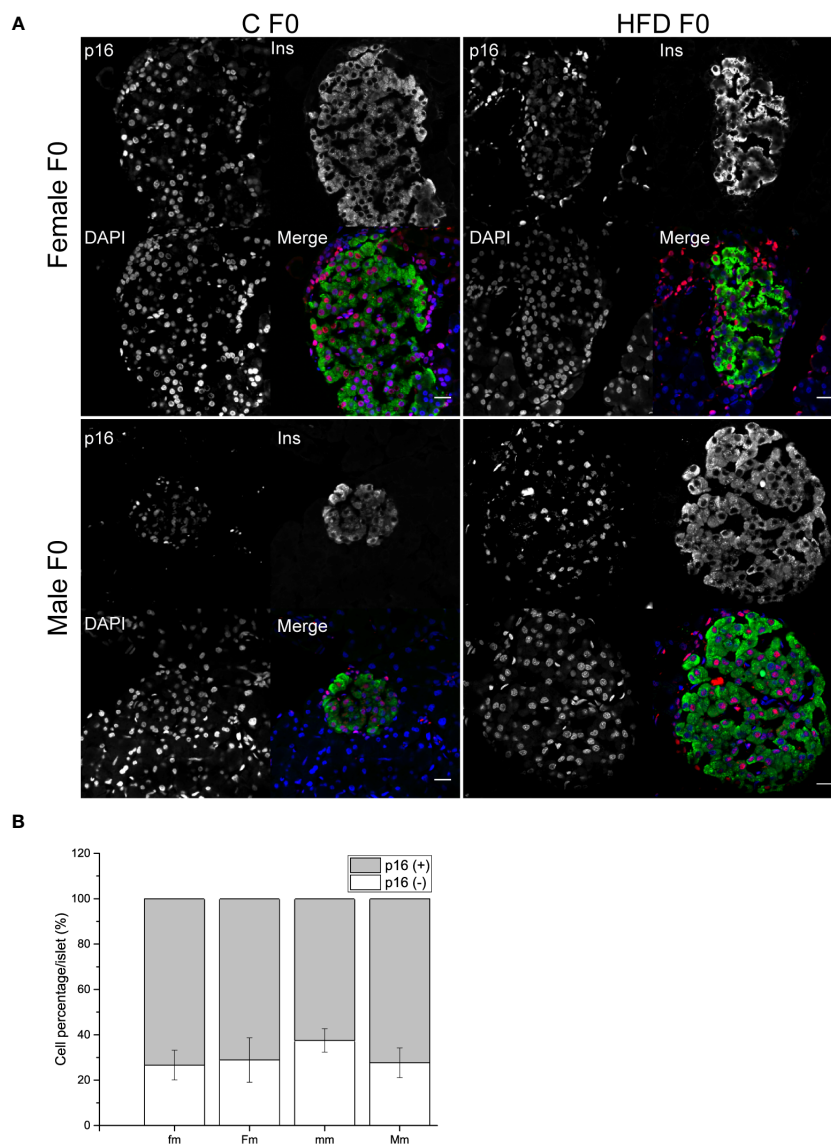 A
C F0
HFD F0
Female F0
p16
Ins
p16
Ins
DAPI
Merge
DAPI
Merge
Male F0
p16
Ins
DAPI
Merge
B
Cell percentage/islet (%)
120
100
80
60
40
20
0
p16 (+)
p16 (-)
fm
Fm
mm
Mm